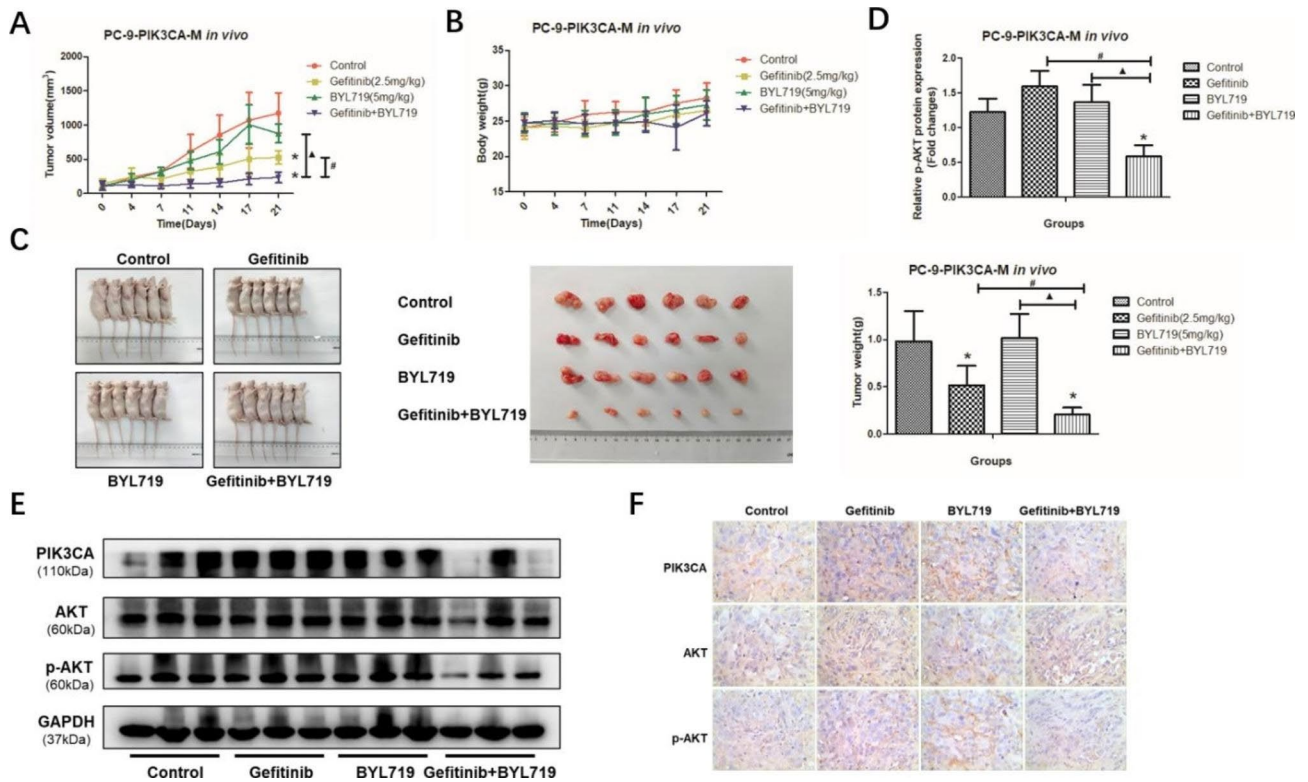 A
PC-9-PIK3CA-M in vivo
Tumor volume(mm3)
2000
1500
1000
500
0
0 4 7 11 14 17 21
Time(Days)
Control
Gefitinib(2.5mg/kg)
BYL719(5mg/kg)
Gefitinib+BYL719
* ▲
* #
B
PC-9-PIK3CA-M in vivo
Body weight(g)
40
30
20
10
0
0 4 7 11 14 17 21
Time(Days)
Control
Gefitinib(2.5mg/kg)
BYL719(5mg/kg)
Gefitinib+BYL719
D
PC-9-PIK3CA-M in vivo
Relative p-AKT protein expression
(Fold changes)
2.0
1.5
1.0
0.5
0.0
#
▲
*
Groups
Control
Gefitinib
BYL719
Gefitinib+BYL719
C
Control Gefitinib
BYL719 Gefitinib+BYL719
Control
Gefitinib
BYL719
Gefitinib+BYL719
PC-9-PIK3CA-M in vivo
Tumor weight(g)
1.5
1.0
0.5
0.0
#
▲
*
*
Groups
Control
Gefitinib(2.5mg/kg)
BYL719(5mg/kg)
Gefitinib+BYL719
E
PIK3CA
(110kDa)
AKT
(60kDa)
p-AKT
(60kDa)
GAPDH
(37kDa)
Control Gefitinib BYL719 Gefitinib+BYL719
F
Control Gefitinib BYL719 Gefitinib+BYL719
PIK3CA
AKT
p-AKT